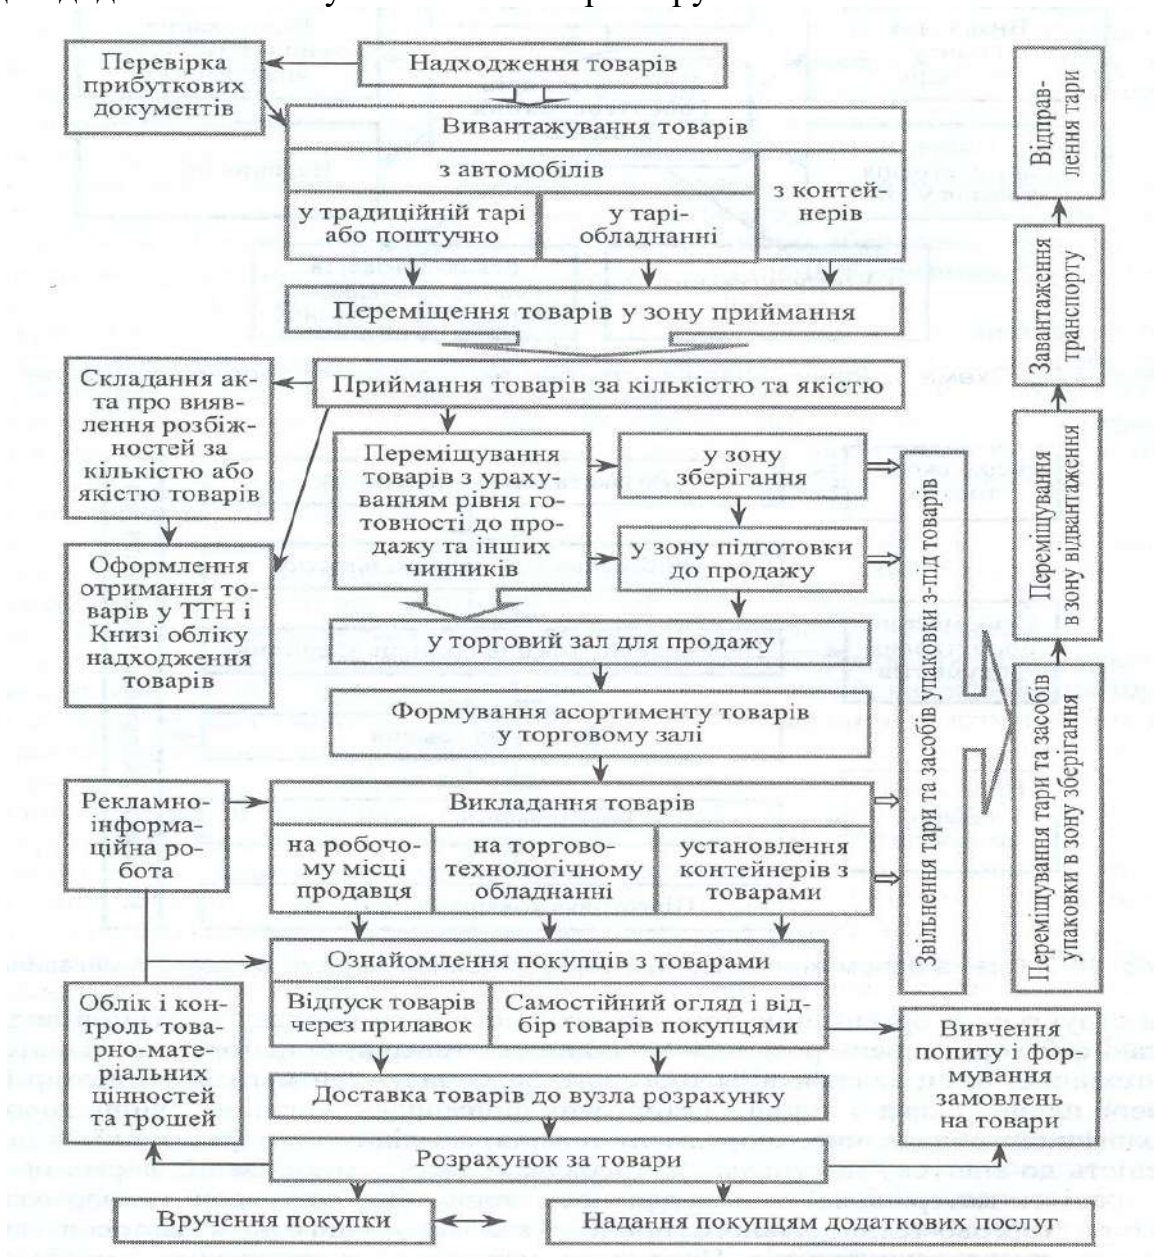 Перевірка
прибуткових
документів
Надходження товарів
Вивантажування товарів
з автомобілів
з контей-
нерів
у традиційній тарі
або поштучно
у тарі-
обладнанні
Переміщення товарів у зону приймання
Приймання товарів за кількістю та якістю
Складання ак-
та про вияв-
лення розбіж-
ностей за
кількістю або
якістю товарів
Оформлення
отримання то-
варів у ТТН і
Книзі обліку
надходження
товарів
Переміщування
товарів з ураху-
ванням рівня го-
товності до про-
дажу та інших
чинників
у зону
зберігання
у зону підготовки
до продажу
у торговий зал для продажу
Формування асортименту товарів
у торговому залі
Рекламно-
інформа-
ційна ро-
бота
Викладання товарів
на робочо-
му місці
продавця
на торгово-
технологічному
обладнанні
установлення
контейнерів з
товарами
Ознайомлення покупців з товарами
Відпуск товарів
через прилавок
Самостійний огляд і від-
бір товарів покупцями
Облік і кон-
троль това-
рно-мате-
ріальних
цінностей
та грошей
Доставка товарів до вузла розрахунку
Розрахунок за товари
Вручення покупки
Надання покупцям додаткових послуг
Вивчення
попиту і фор-
мування
замовлень
на товари
Звільнення тари та засобів упаковки з-під товарів
Переміщування тари та засобів
упаковки в зону зберігання
Переміщування
в зону відвантаження
Завантаження
транспорту
Відправ-
лення тари